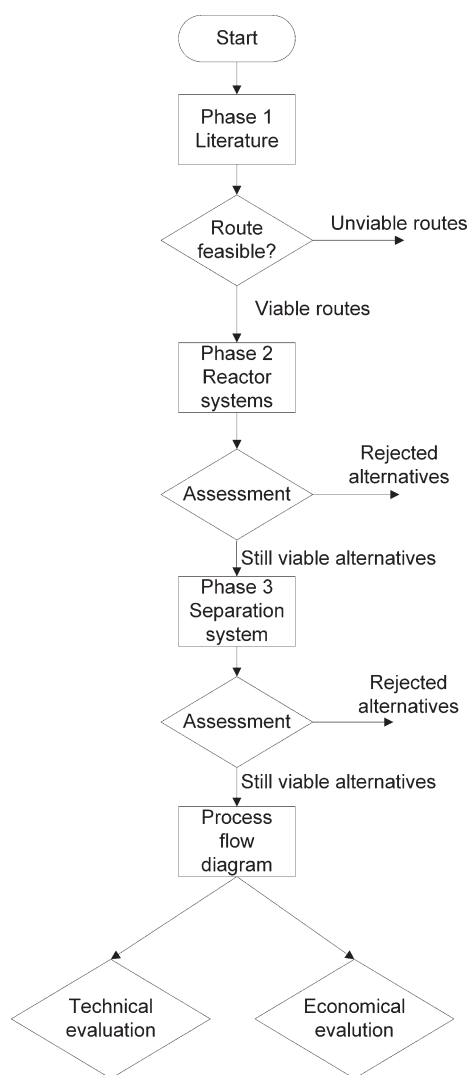 Start
Phase 1
Literature
Route
feasible?
Unviable routes
Viable routes
Phase 2
Reactor
systems
Assessment
Rejected
alternatives
Still viable alternatives
Phase 3
Separation
system
Assessment
Rejected
alternatives
Still viable alternatives
Process
flow
diagram
Technical
evaluation
Economical
evalution